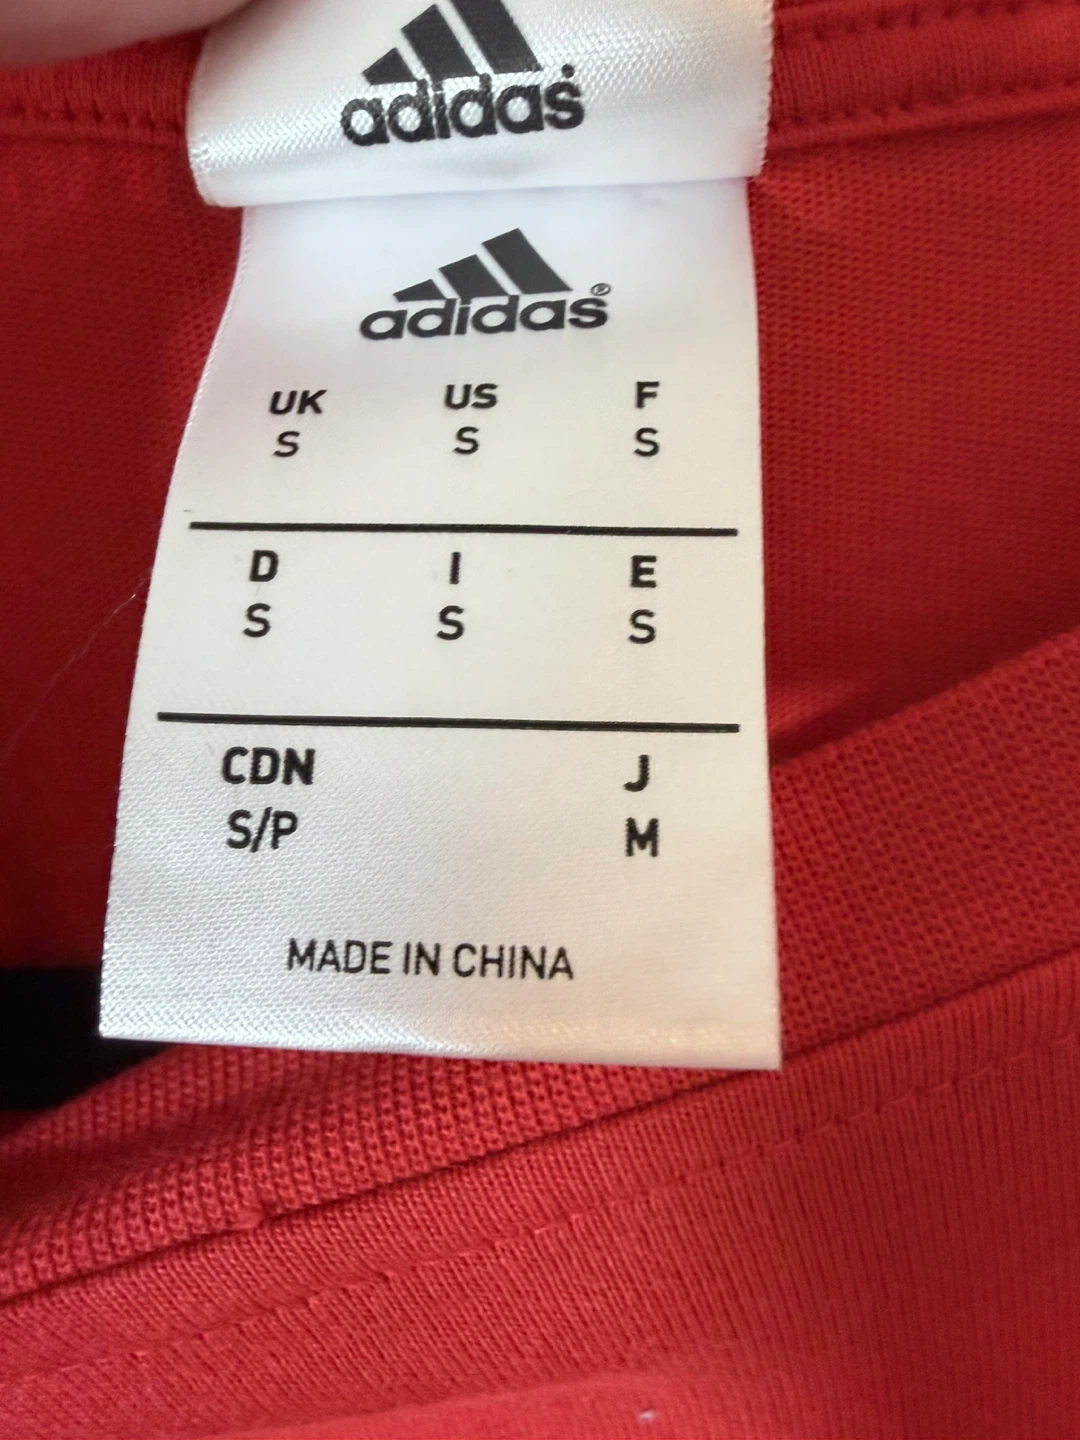 adidas
adidas®
UK US F
S S S
D I E
S S S
CDN J
S/P M
MADE IN CHINA